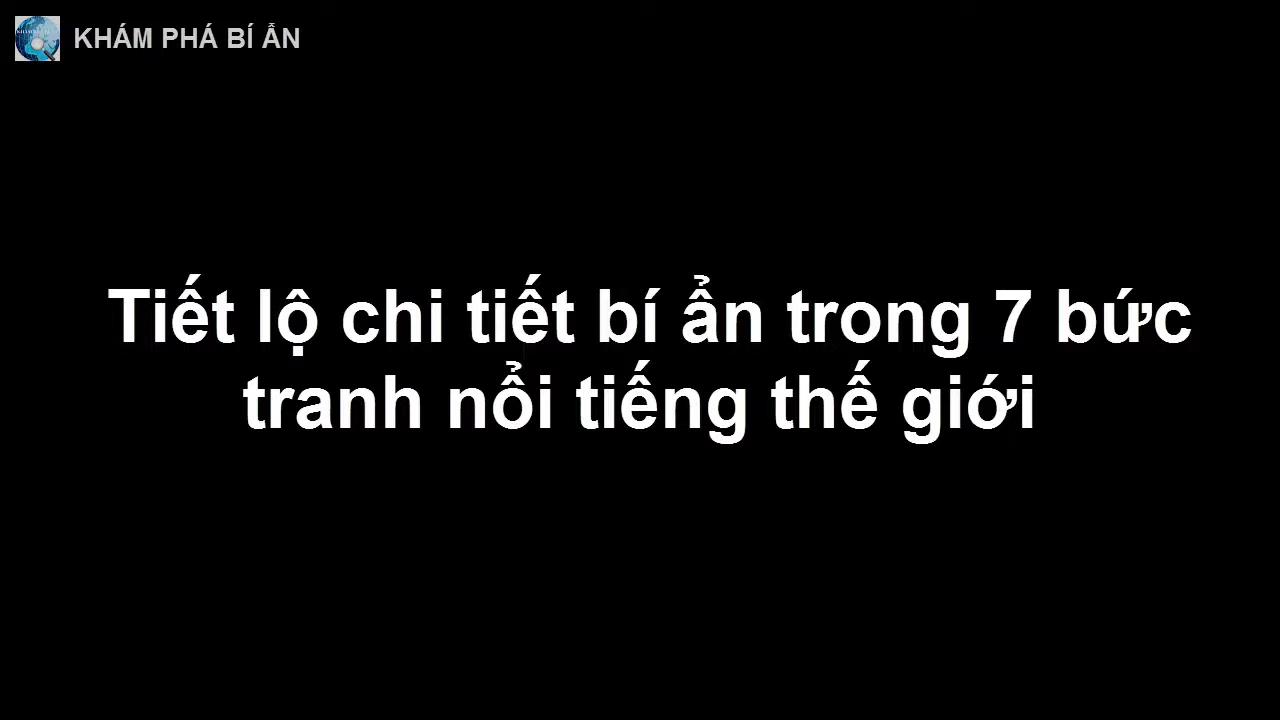 KHÁM PHÁ BÍ ẨN
Tiết lộ chi tiết bí ẩn trong 7 bức
tranh nổi tiếng thế giới